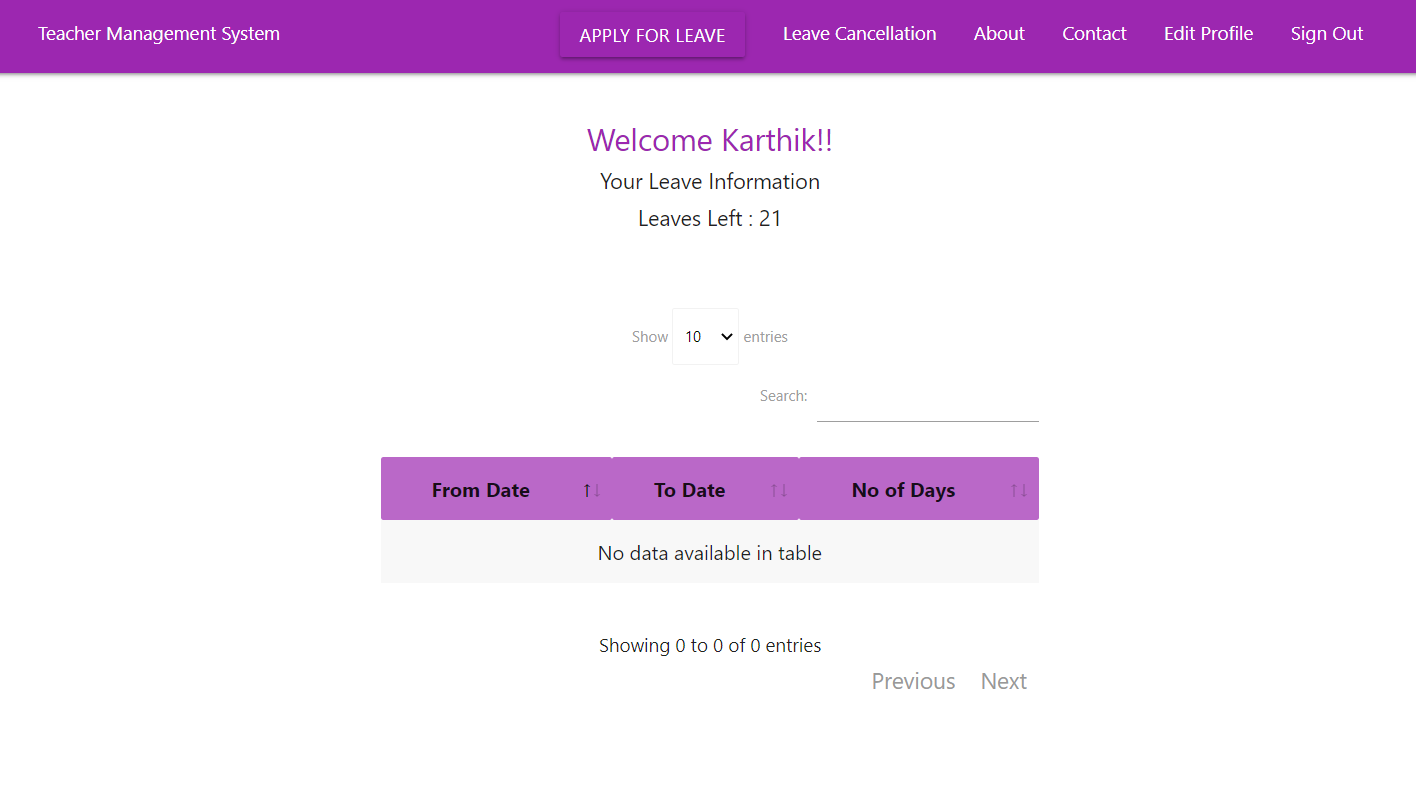 Teacher Management System APPLY FOR LEAVE Leave Cancellation About Contact Edit Profile Sign Out
Welcome Karthik!!
Your Leave Information
Leaves Left : 21
Show 10 entries
Search:
From Date ↑↓ To Date ↑↓ No of Days ↑↓
No data available in table
Showing 0 to 0 of 0 entries
Previous Next